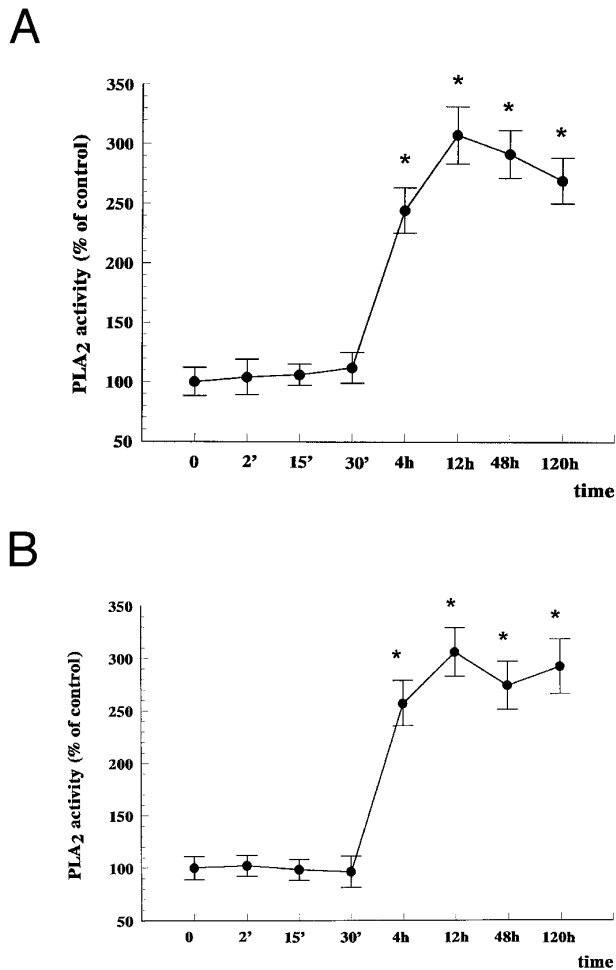 A
350
300
250
200
150
100
50
PLA2 activity (% of control)
* * * *
0 2' 15' 30' 4h 12h 48h 120h
time
B
350
300
250
200
150
100
50
PLA2 activity (% of control)
* * * *
0 2' 15' 30' 4h 12h 48h 120h
time